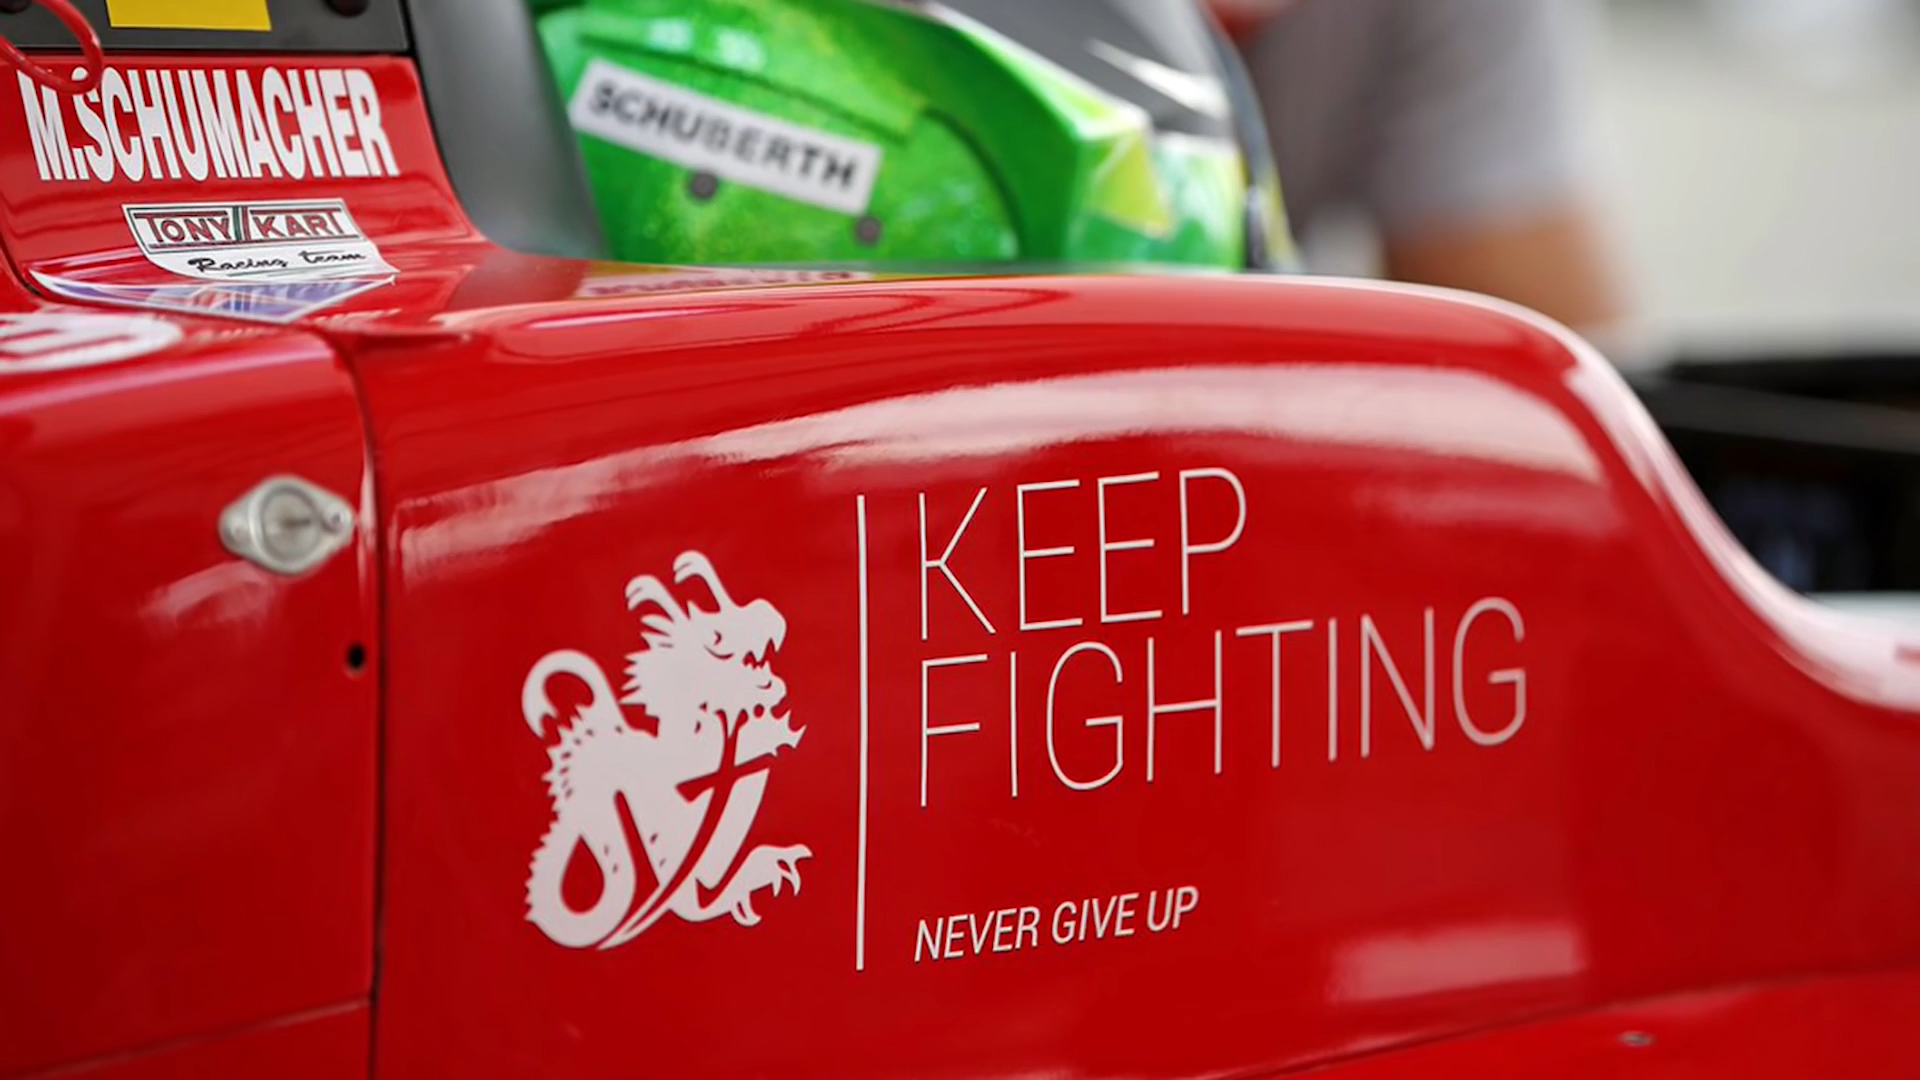 M.SCHUMACHER
SCHUBERTH
TONY KART
Racing team
KEEP
FIGHTING
NEVER GIVE UP